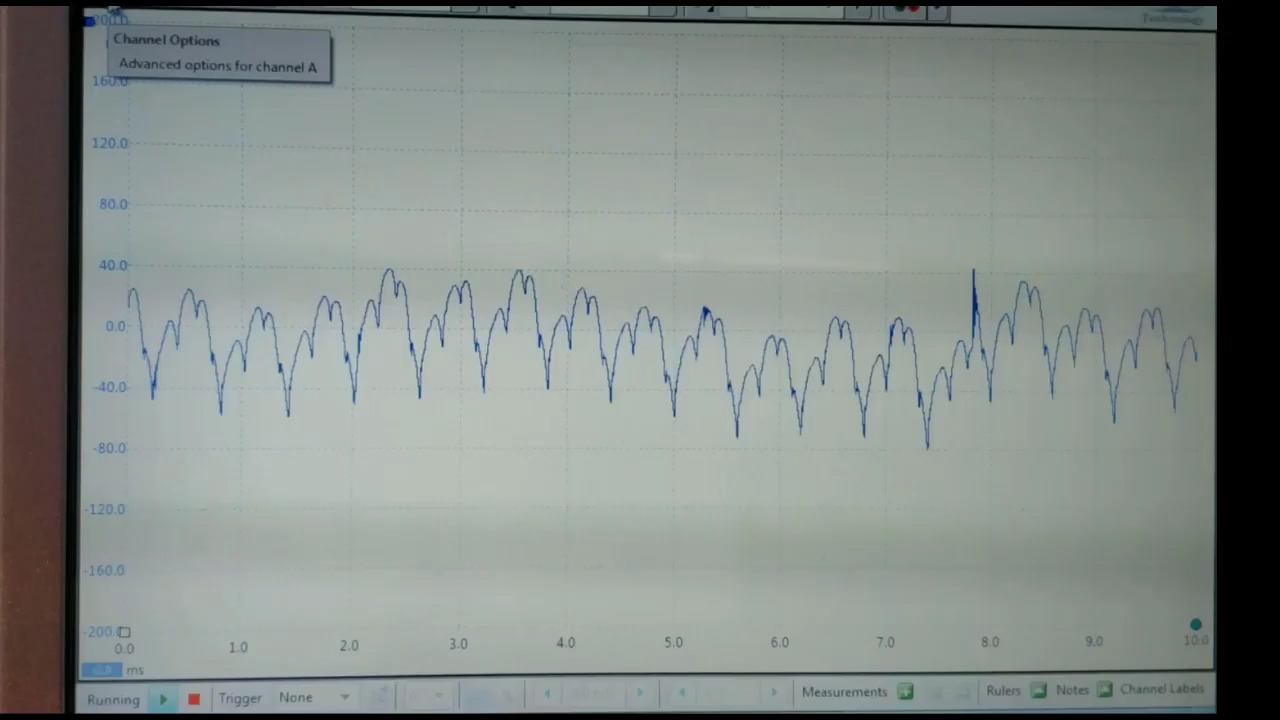 200.0
Channel Options
Advanced options for channel A
160.0
120.0
80.0
40.0
0.0
-40.0
-80.0
-120.0
-160.0
-200.0
0.0 1.0 2.0 3.0 4.0 5.0 6.0 7.0 8.0 9.0 10.0
ms
Running Trigger None Measurements Rulers Notes Channel Labels
Technology